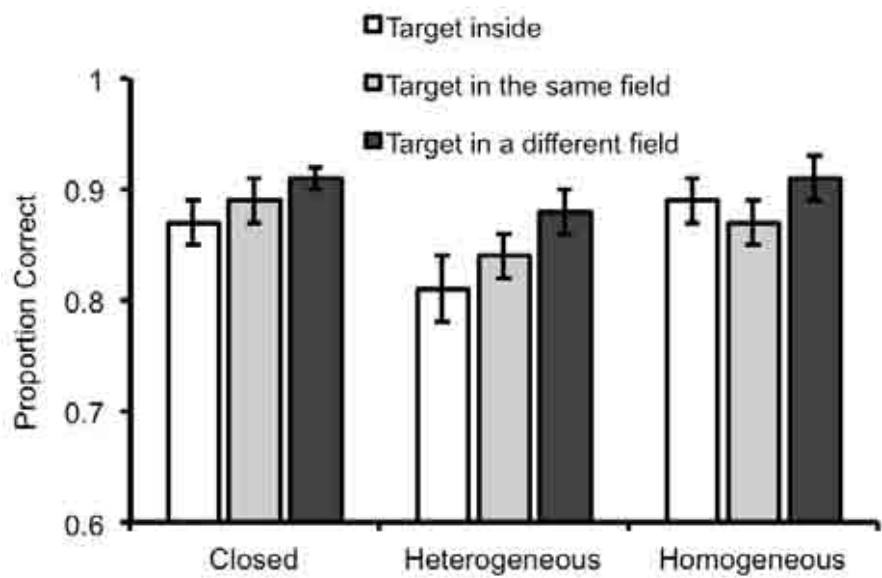 Target inside
Target in the same field
Target in a different field
Proportion Correct
1
0.9
0.8
0.7
0.6
Closed Heterogeneous Homogeneous